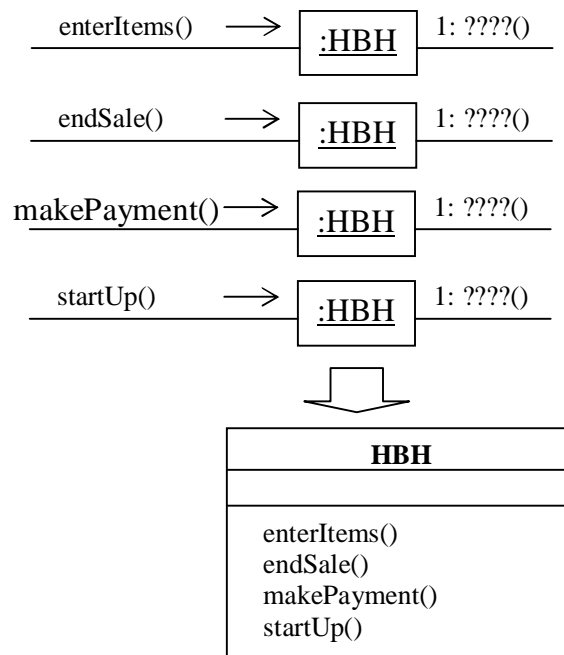 enterItems() :HBH 1: ????()
endSale() :HBH 1: ????()
makePayment() :HBH 1: ????()
startUp() :HBH 1: ????()
HBH
enterItems()
endSale()
makePayment()
startUp()